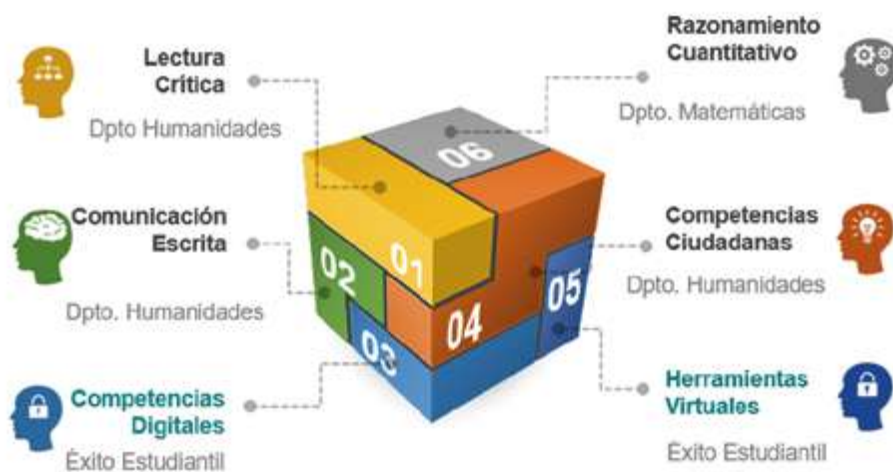 Lectura
Crítica
Dpto Humanidades
Comunicación
Escrita
Dpto. Humanidades
Competencias
Digitales
Éxito Estudiantil
01
02
03
04
05
06
Razonamiento
Cuantitativo
Dpto. Matemáticas
Competencias
Ciudadanas
Dpto. Humanidades
Herramientas
Virtuales
Éxito Estudiantil